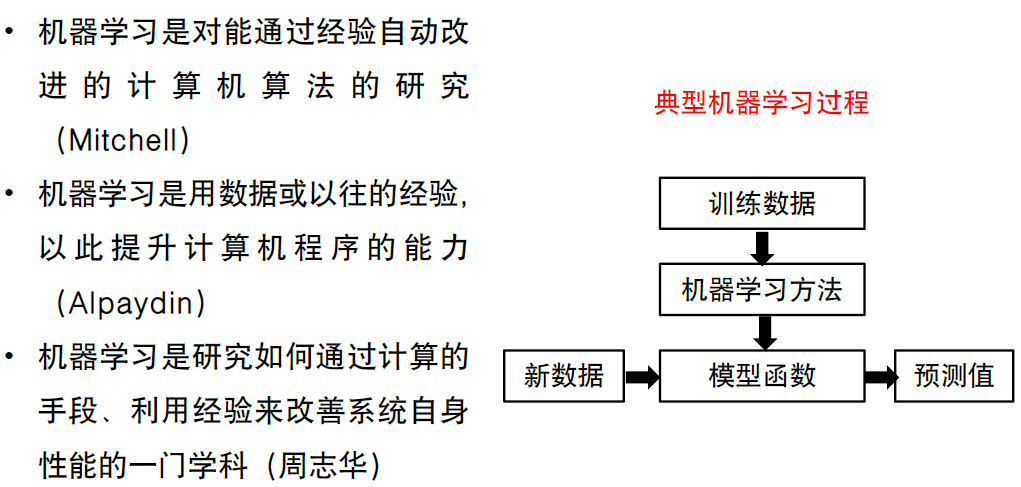 • 机器学习是对能通过经验自动改
进的计算机算法的研究
（Mitchell）
• 机器学习是用数据或以往的经验,
以此提升计算机程序的能力
（Alpaydin）
• 机器学习是研究如何通过计算的
手段、利用经验来改善系统自身
性能的一门学科（周志华）
典型机器学习过程
训练数据
机器学习方法
新数据
模型函数
预测值